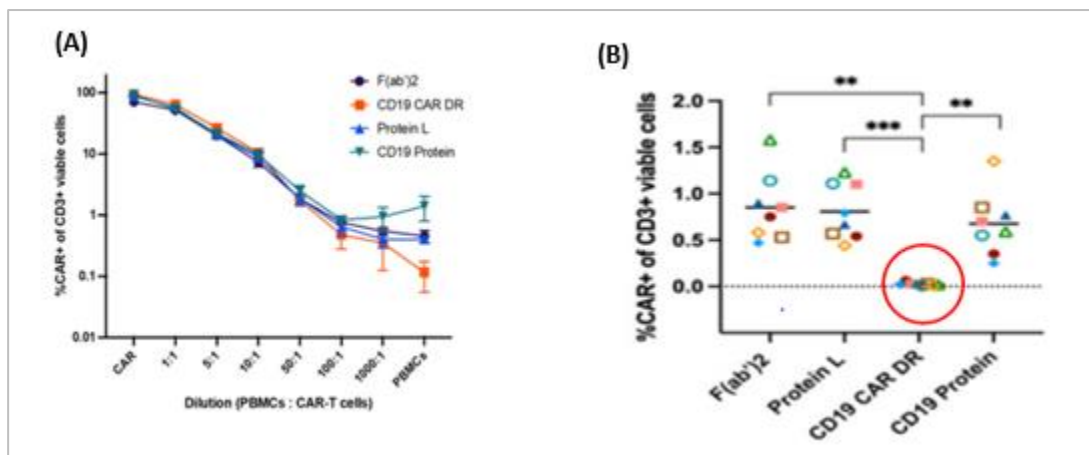 (A)
F(ab')2
CD19 CAR DR
Protein L
CD19 Protein
100
10
1
0.1
0.01
%CAR+ of CD3+ viable cells
CAR
1:1
5:1
10:1
50:1
100:1
1000:1
PBMCs
Dilution (PBMCs : CAR-T cells)
(B)
**
**
***
2.0
1.5
1.0
0.5
0.0
%CAR+ of CD3+ viable cells
F(ab')2
Protein L
CD19 CAR DR
CD19 Protein